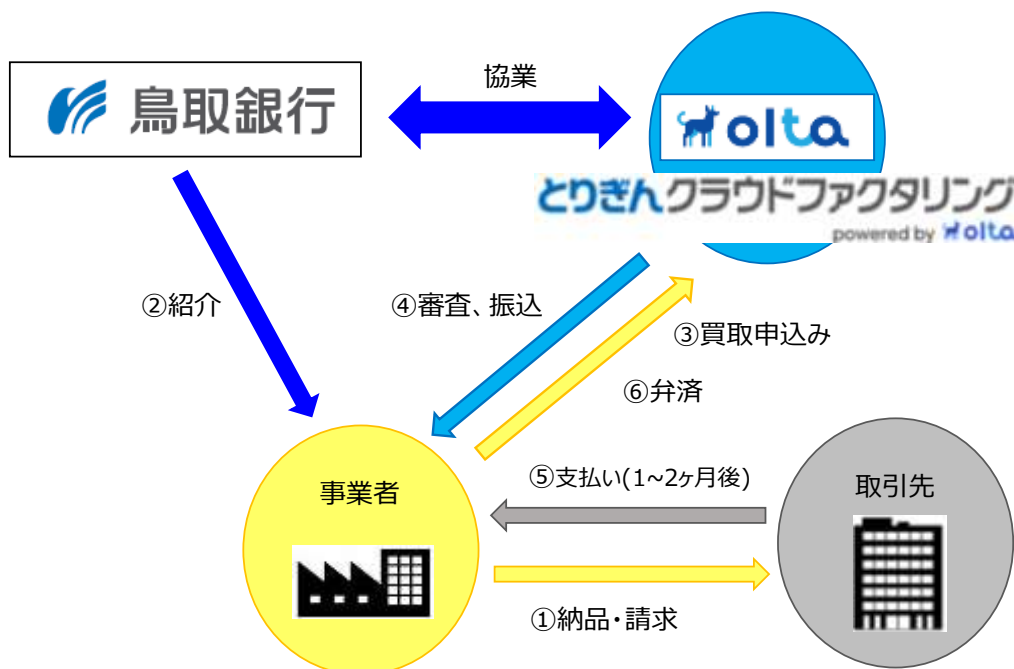 鳥取銀行
協業
olta
とりぎんクラウドファクタリング
powered by olta
②紹介
④審査、振込
③買取申込み
⑥弁済
事業者
⑤支払い(1~2ヶ月後)
取引先
①納品・請求